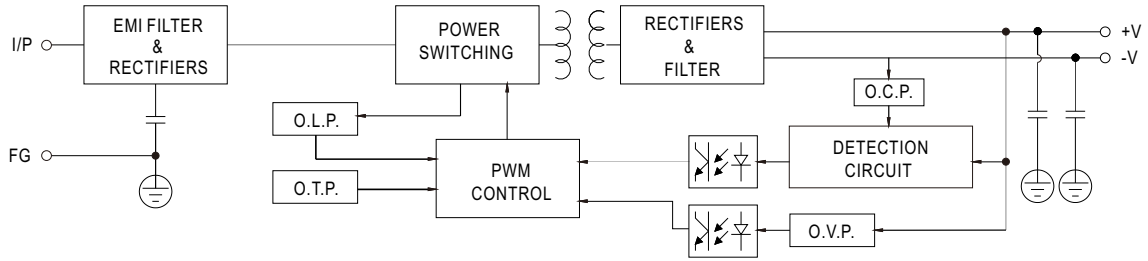 I/P
EMI FILTER
&
RECTIFIERS
POWER
SWITCHING
RECTIFIERS
&
FILTER
+V
-V
O.C.P.
O.L.P.
FG
O.T.P.
PWM
CONTROL
DETECTION
CIRCUIT
O.V.P.